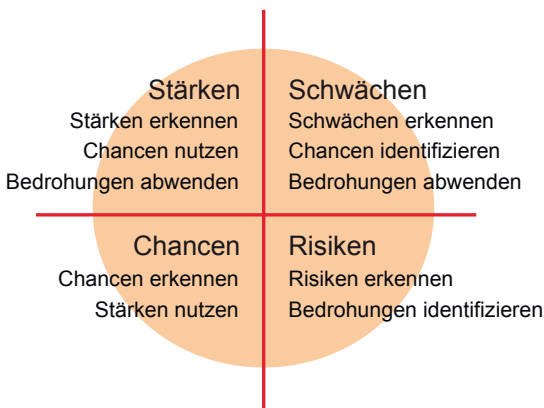 Stärken
Stärken erkennen
Chancen nutzen
Bedrohungen abwenden
Schwächen
Schwächen erkennen
Chancen identifizieren
Bedrohungen abwenden
Chancen
Chancen erkennen
Stärken nutzen
Risiken
Risiken erkennen
Bedrohungen identifizieren